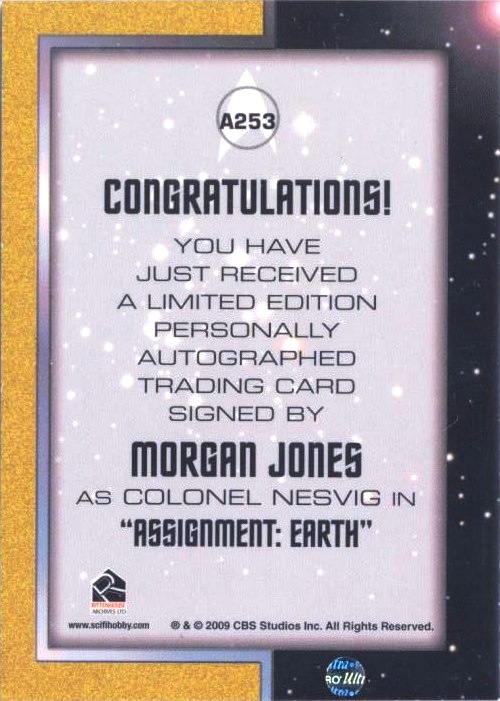 A253
CONGRATULATIONS!
YOU HAVE
JUST RECEIVED
A LIMITED EDITION
PERSONALLY
AUTOGRAPHED
TRADING CARD
SIGNED BY
MORGAN JONES
AS COLONEL NESVIG IN
"ASSIGNMENT: EARTH"
RITTENHOUSE
ARCHIVES LTD
www.scifihobby.com ® & © 2009 CBS Studios Inc. All Rights Reserved.